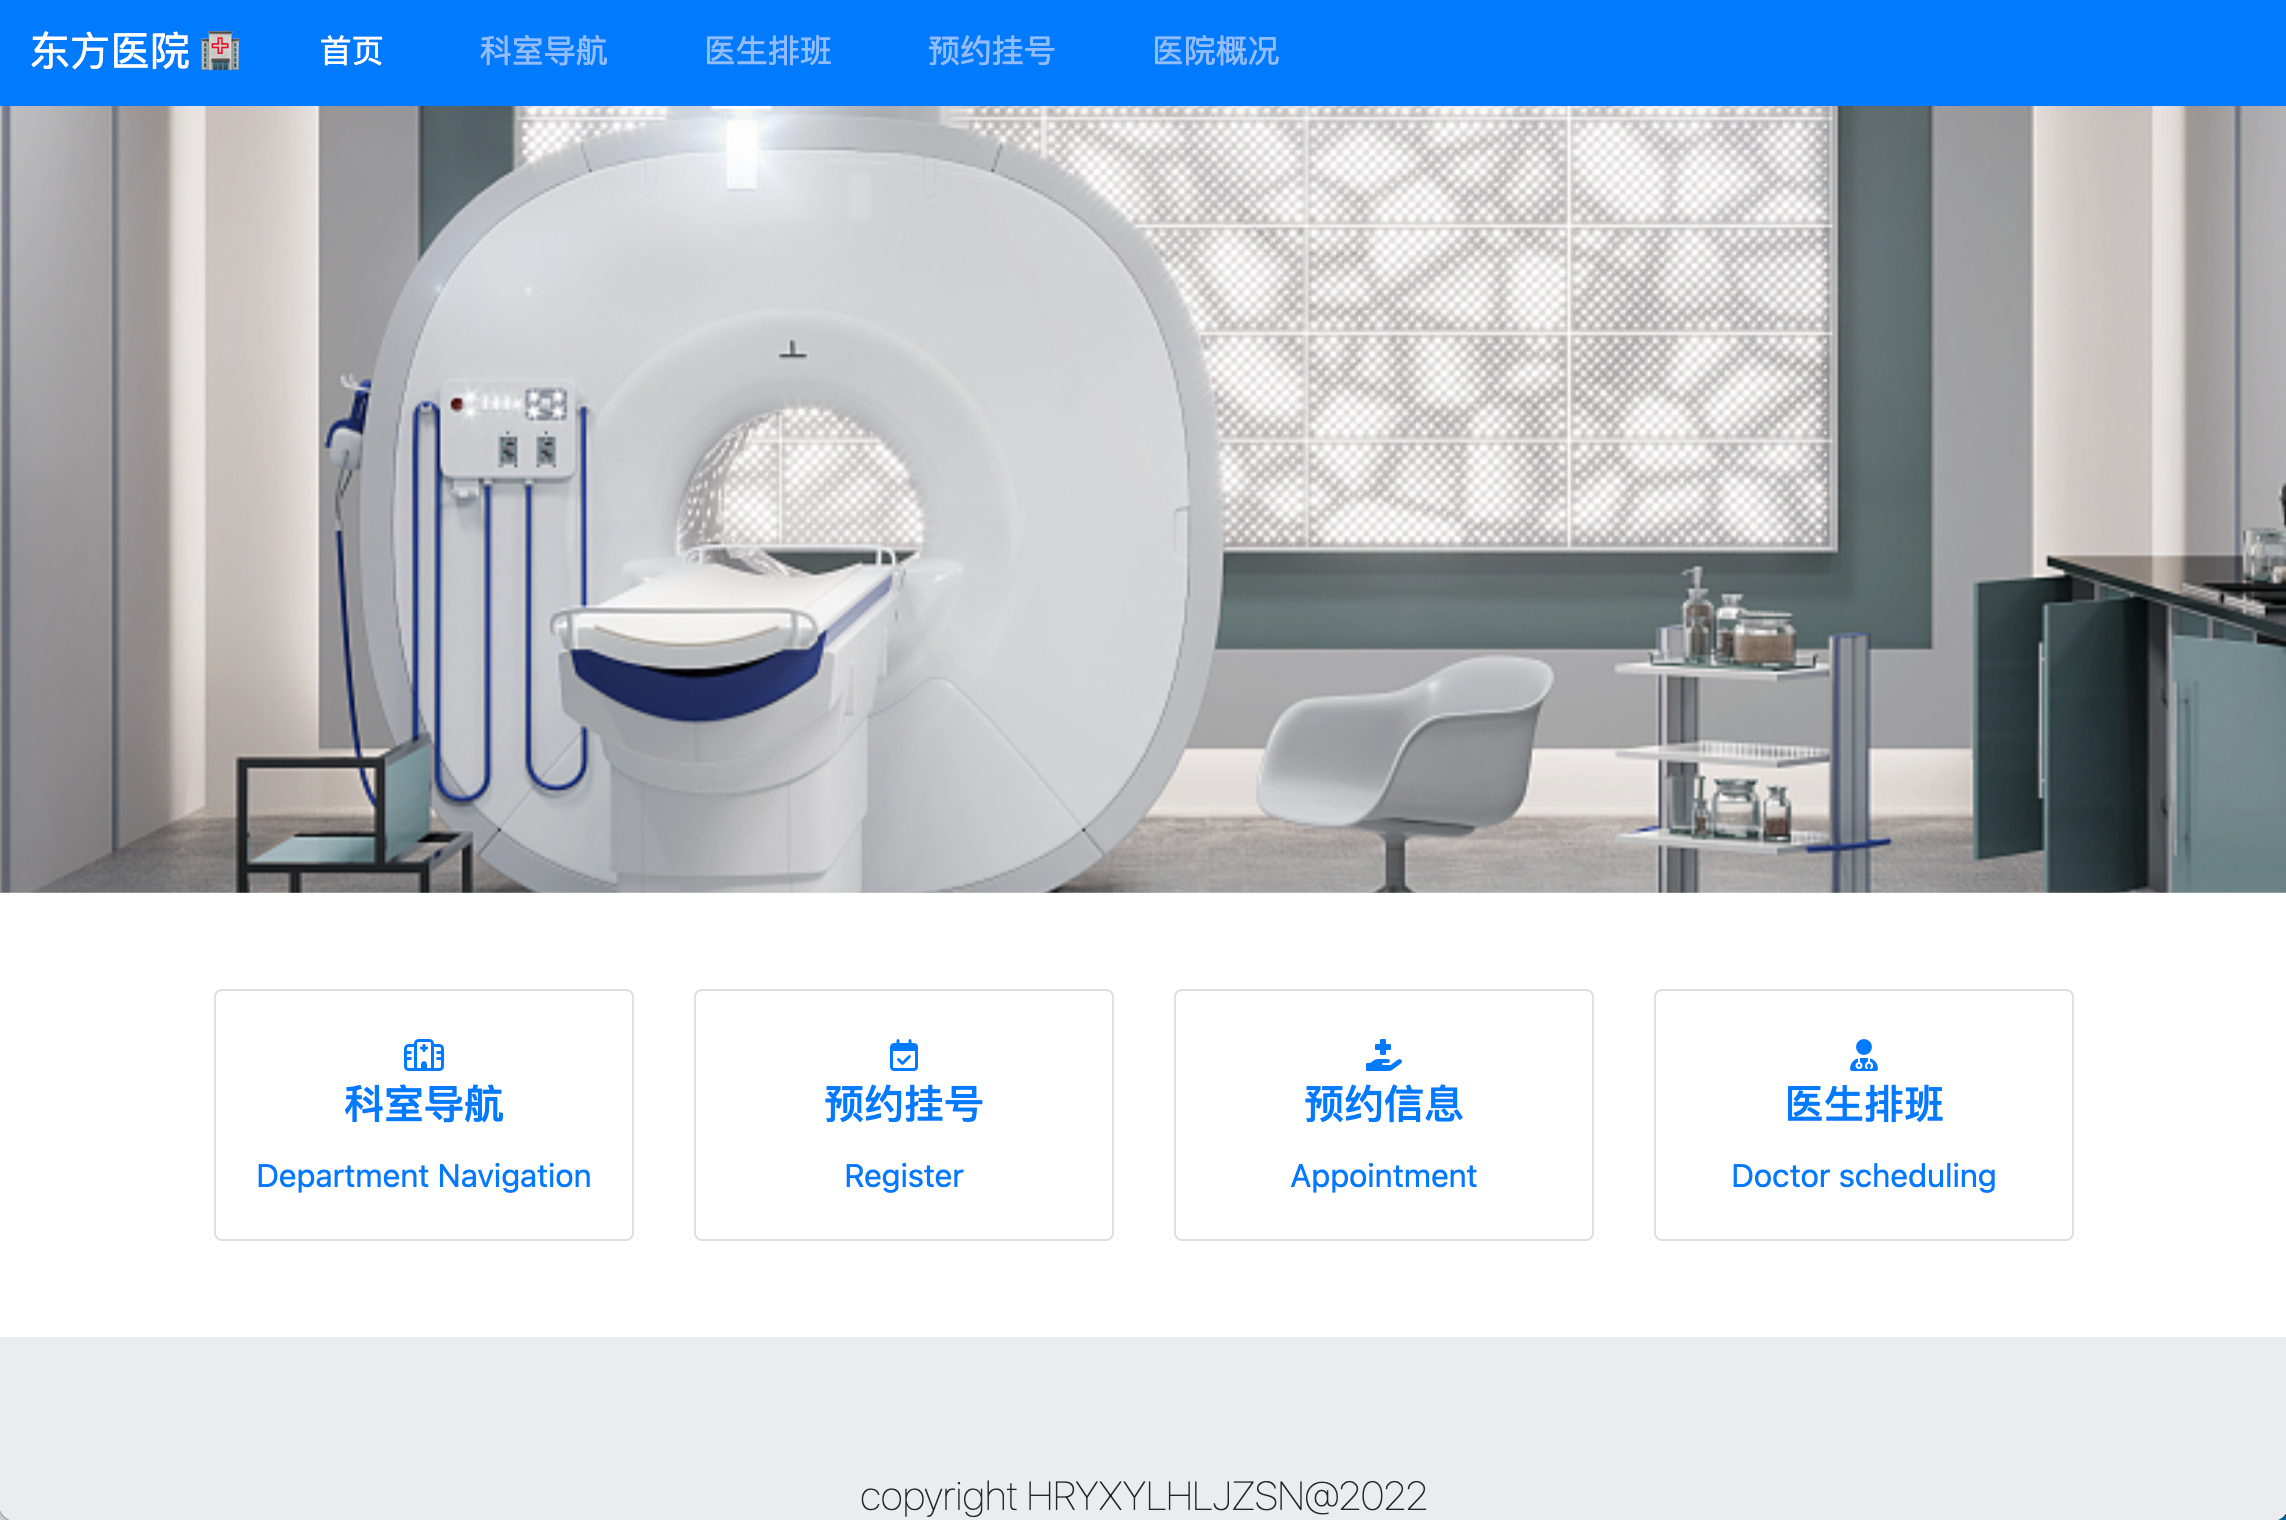 东方医院 首页 科室导航 医生排班 预约挂号 医院概况
科室导航
Department Navigation
预约挂号
Register
预约信息
Appointment
医生排班
Doctor scheduling
copyright HRYXYLHLJZSN@2022